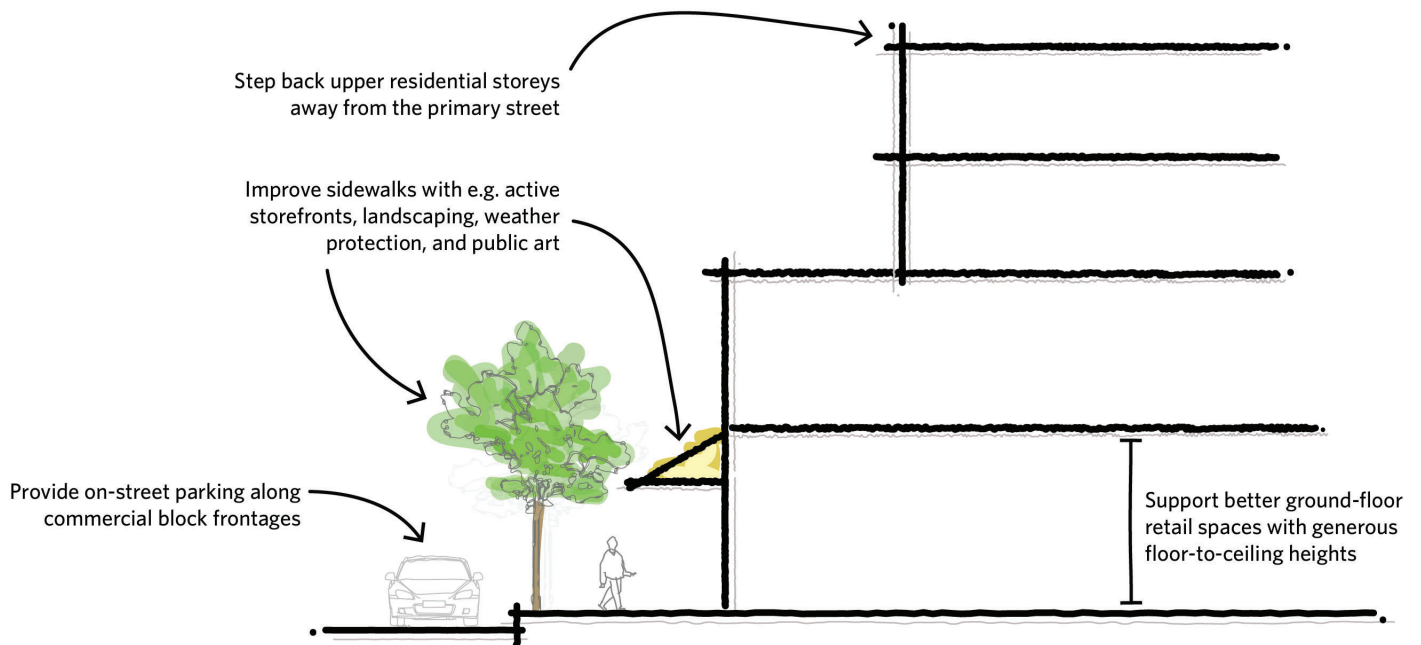 Step back upper residential storeys
away from the primary street
Improve sidewalks with e.g. active
storefronts, landscaping, weather
protection, and public art
Provide on-street parking along
commercial block frontages
Support better ground-floor
retail spaces with generous
floor-to-ceiling heights